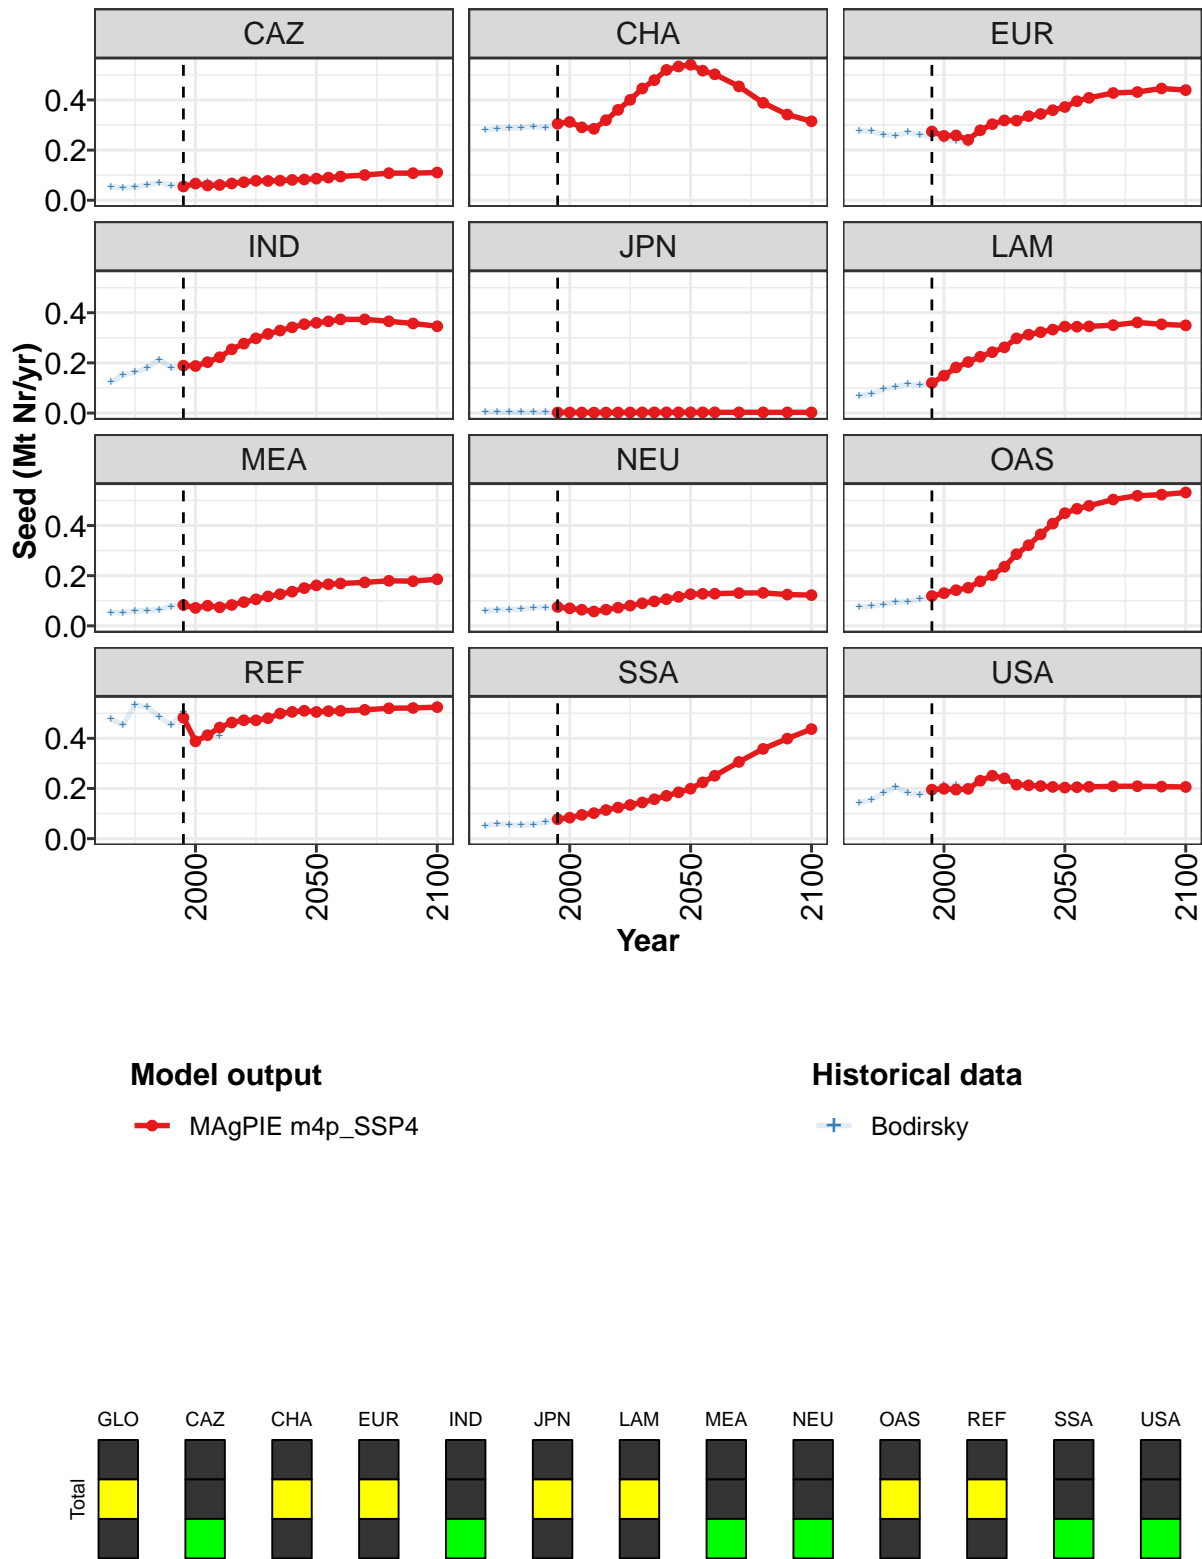 CAZ CHA EUR
0.4
0.2
0.0
IND JPN LAM
0.4
0.2
0.0
MEA NEU OAS
0.4
0.2
0.0
REF SSA USA
0.4
0.2
0.0
Seed (Mt Nr/yr)
2000 2050 2100 2000 2050 2100 2000 2050 2100
Year
Model output Historical data
MAgPIE m4p_SSP4 Bodirsky
GLO CAZ CHA EUR IND JPN LAM MEA NEU OAS REF SSA USA
Total